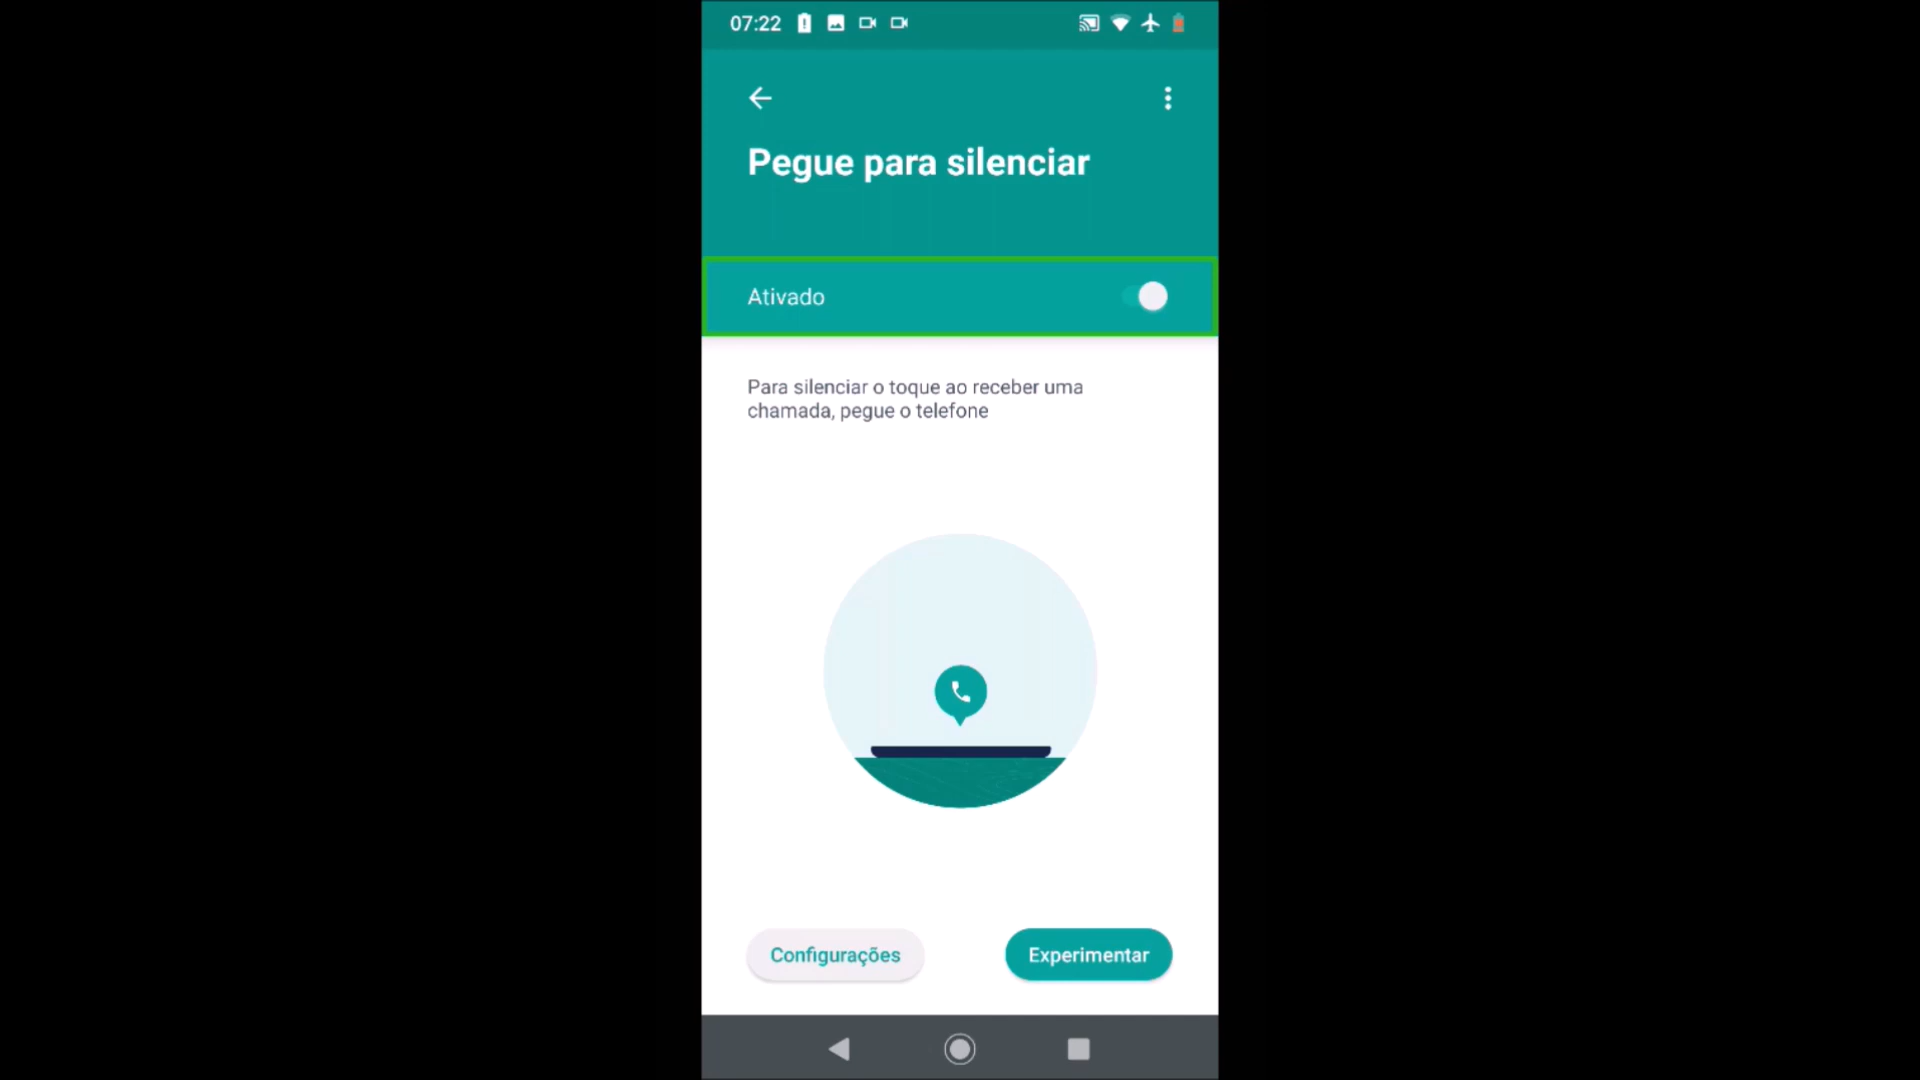 07:22
Pegue para silenciar
Ativado
Para silenciar o toque ao receber uma
chamada, pegue o telefone
Configurações
Experimentar